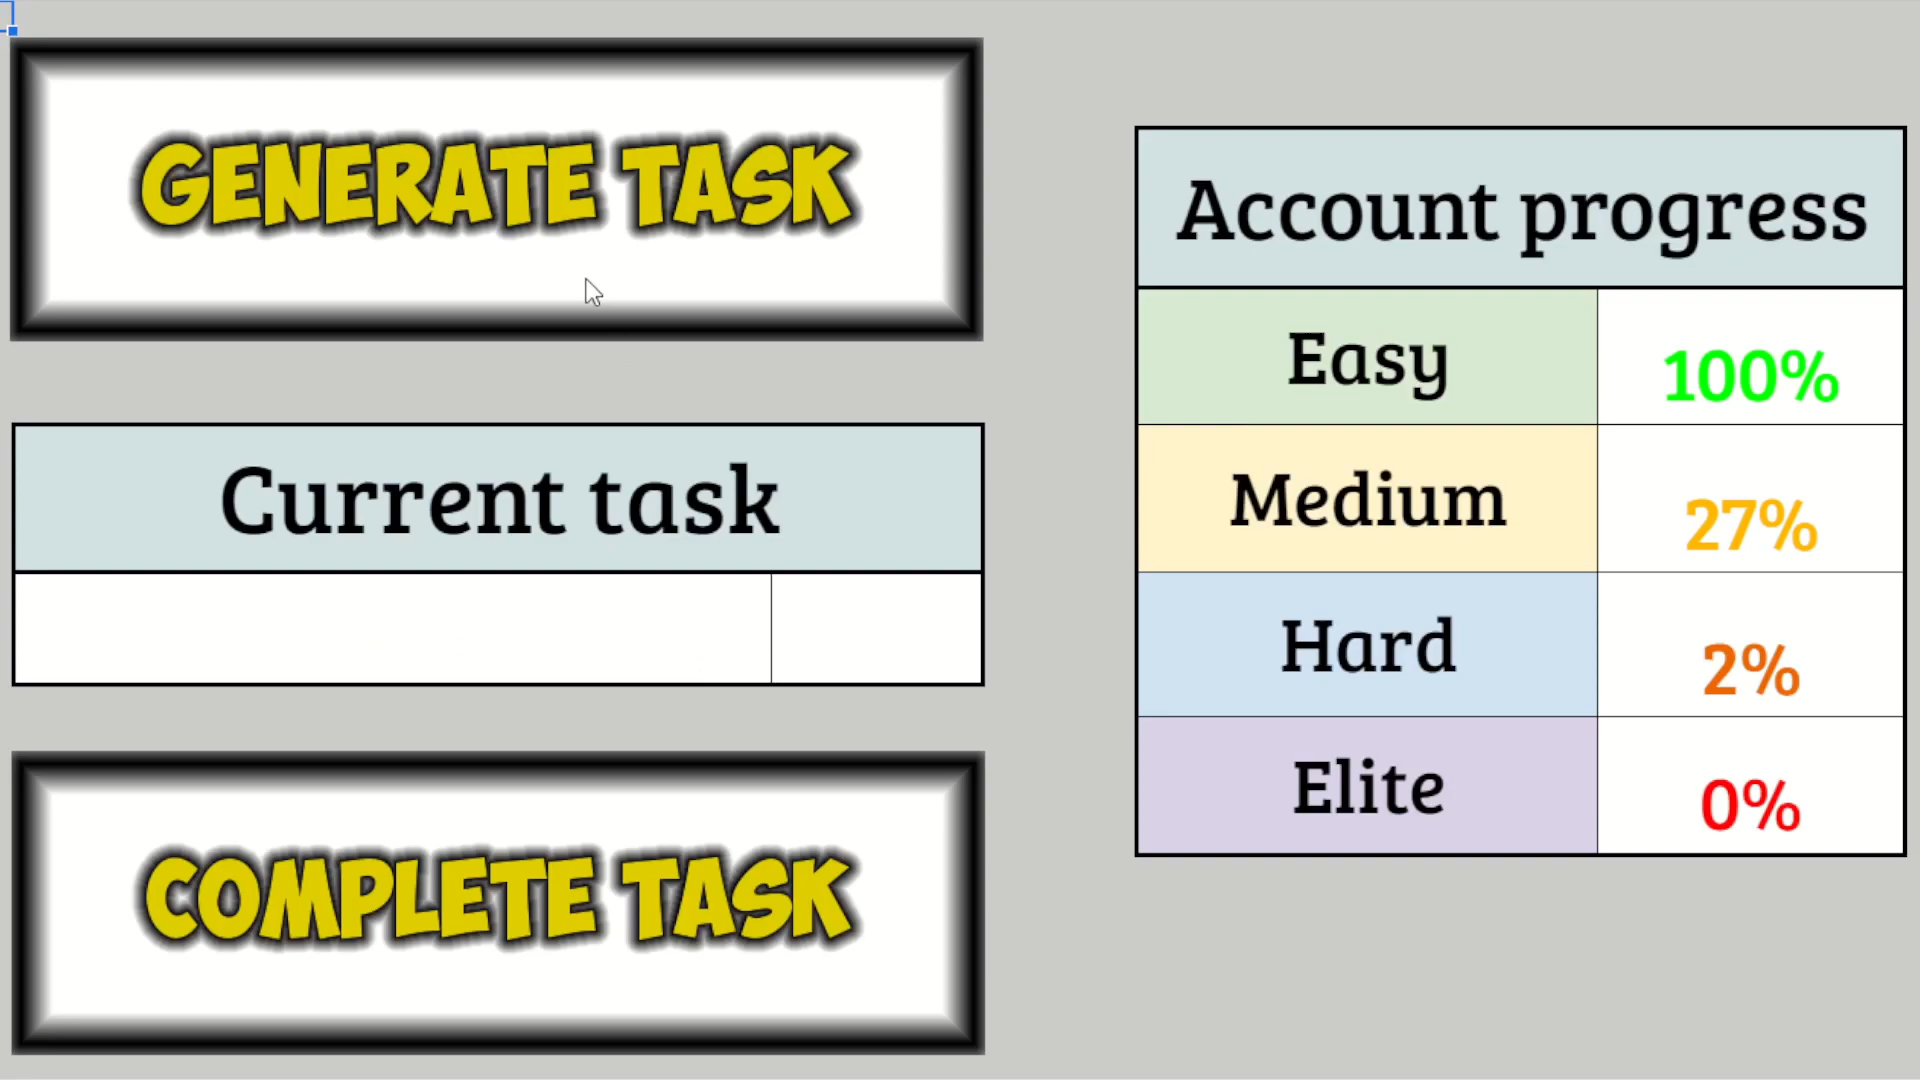 GENERATE TASK
Current task
COMPLETE TASK
Account progress
Easy 100%
Medium 27%
Hard 2%
Elite 0%